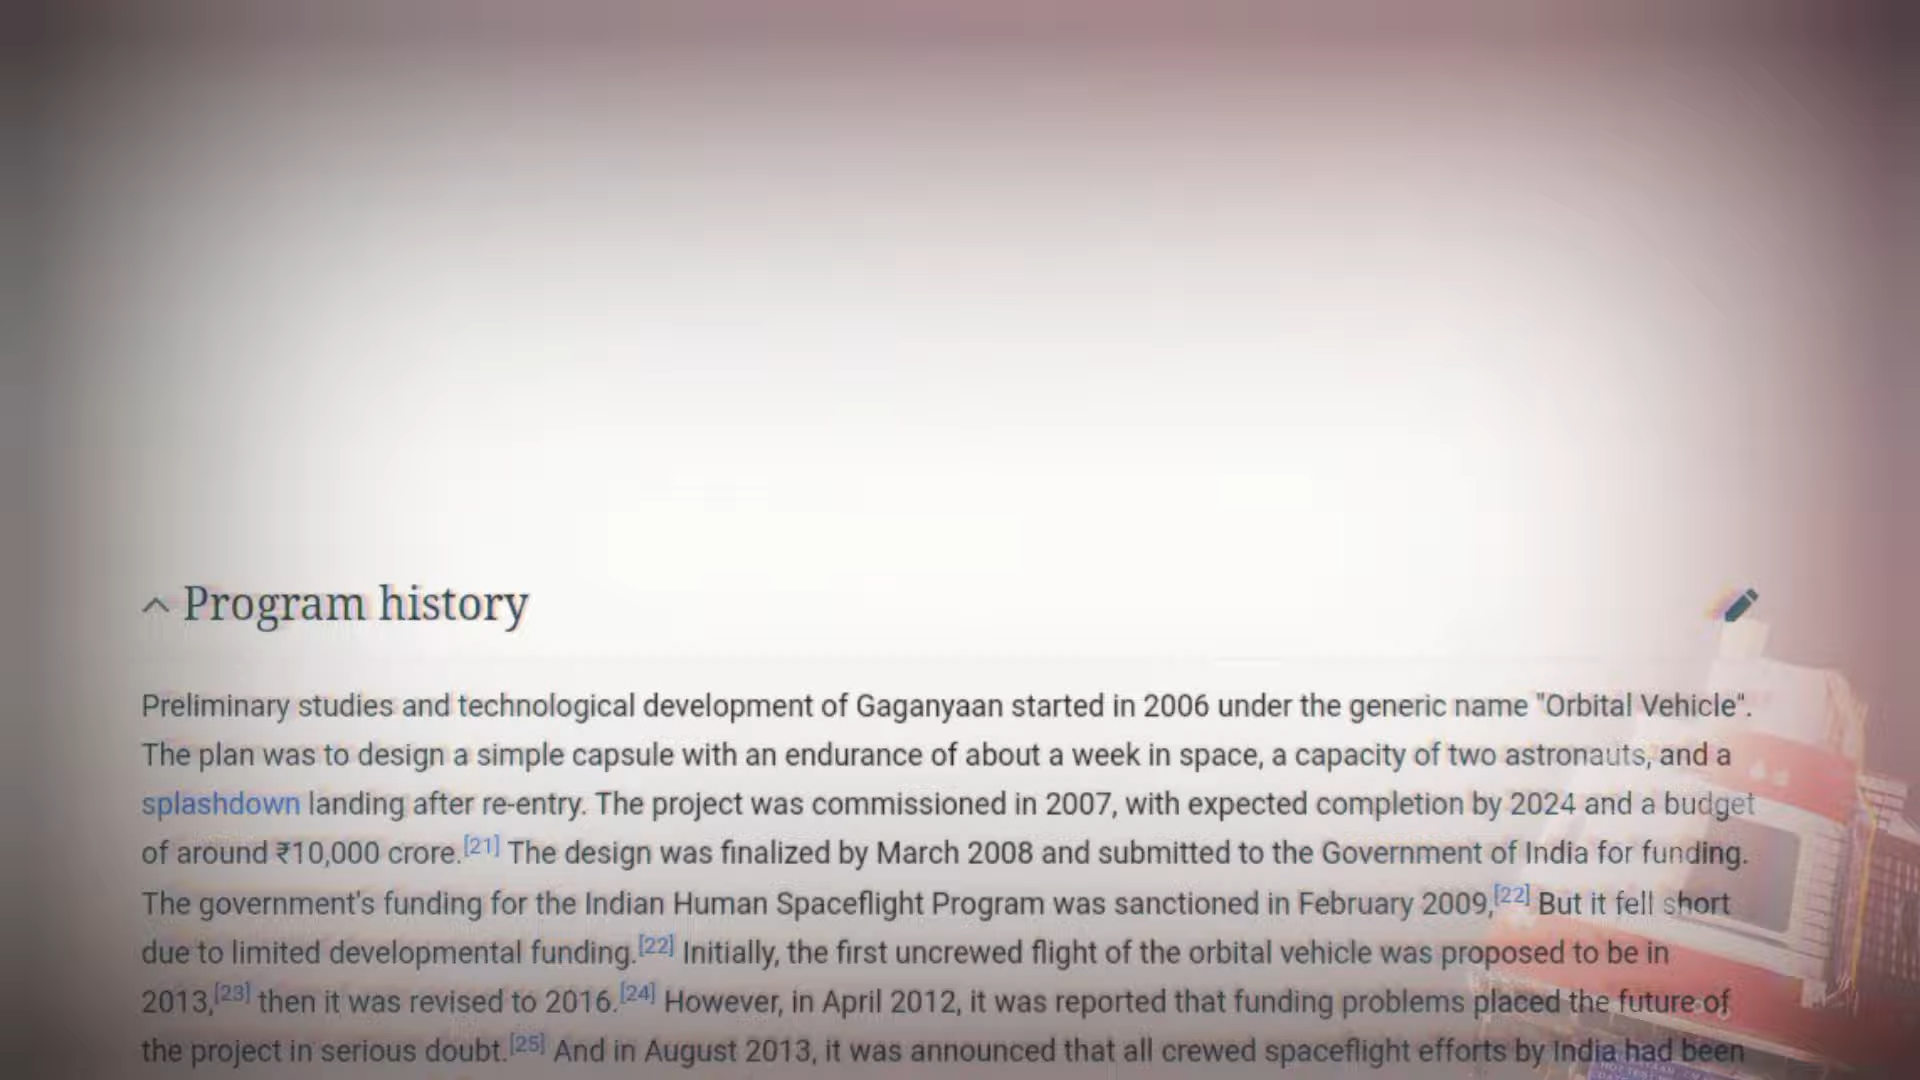 Program history
Preliminary studies and technological development of Gaganyaan started in 2006 under the generic name "Orbital Vehicle".
The plan was to design a simple capsule with an endurance of about a week in space, a capacity of two astronauts, and a
splashdown landing after re-entry. The project was commissioned in 2007, with expected completion by 2024 and a budget
of around ₹10,000 crore.[21] The design was finalized by March 2008 and submitted to the Government of India for funding.
The government's funding for the Indian Human Spaceflight Program was sanctioned in February 2009,[22] But it fell short
due to limited developmental funding.[22] Initially, the first uncrewed flight of the orbital vehicle was proposed to be in
2013,[23] then it was revised to 2016.[24] However, in April 2012, it was reported that funding problems placed the future of
the project in serious doubt.[25] And in August 2013, it was announced that all crewed spaceflight efforts by India had been